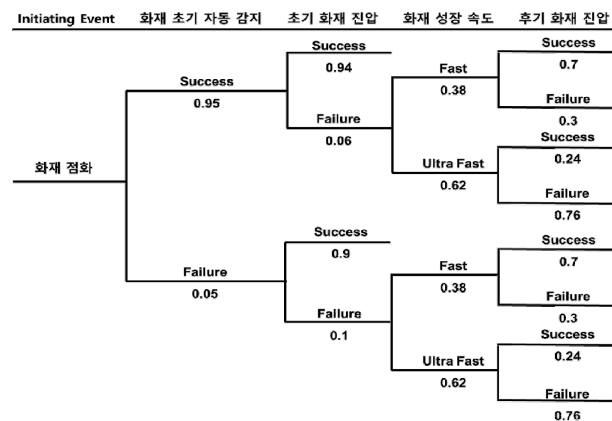 Initiating Event 화재 초기 자동 감지 초기 화재 진압 화재 성장 속도 후기 화재 진압
Success
0.94
Success
0.95
Failure
0.06
Fast
0.38
Success
0.7
Failure
0.3
Ultra Fast
0.62
Success
0.24
Failure
0.76
화재 점화
Failure
0.05
Success
0.9
Failure
0.1
Fast
0.38
Success
0.7
Failure
0.3
Ultra Fast
0.62
Success
0.24
Failure
0.76